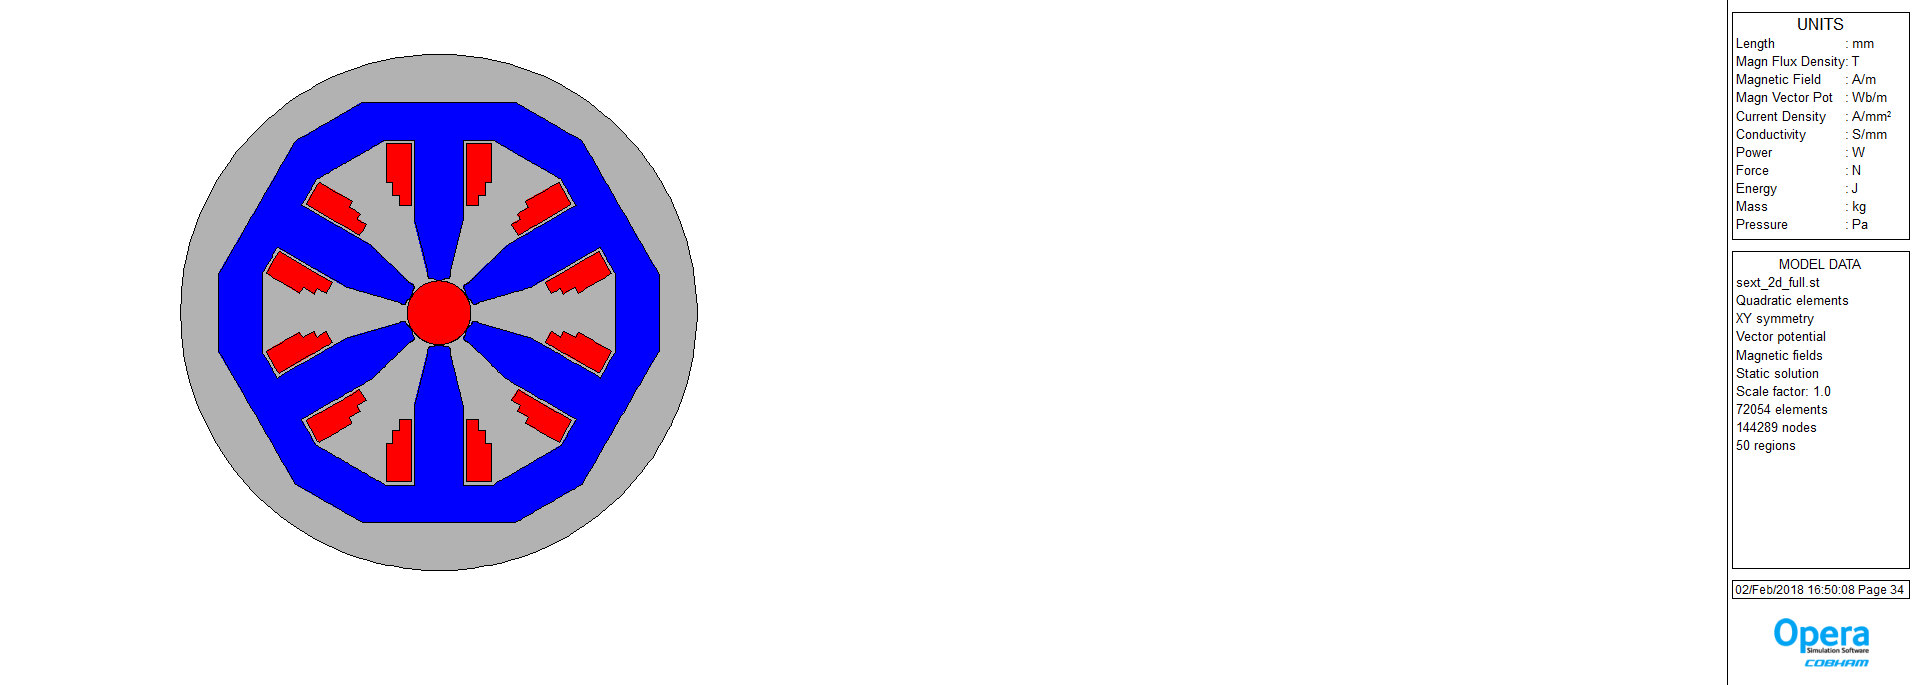 UNITS
Length : mm
Magn Flux Density: T
Magnetic Field : A/m
Magn Vector Pot : Wb/m
Current Density : A/mm²
Conductivity : S/mm
Power : W
Force : N
Energy : J
Mass : kg
Pressure : Pa
MODEL DATA
sext_2d_full.st
Quadratic elements
XY symmetry
Vector potential
Magnetic fields
Static solution
Scale factor: 1.0
72054 elements
144289 nodes
50 regions
02/Feb/2018 16:50:08 Page 34
Opera
Simulation Software
COBHAM